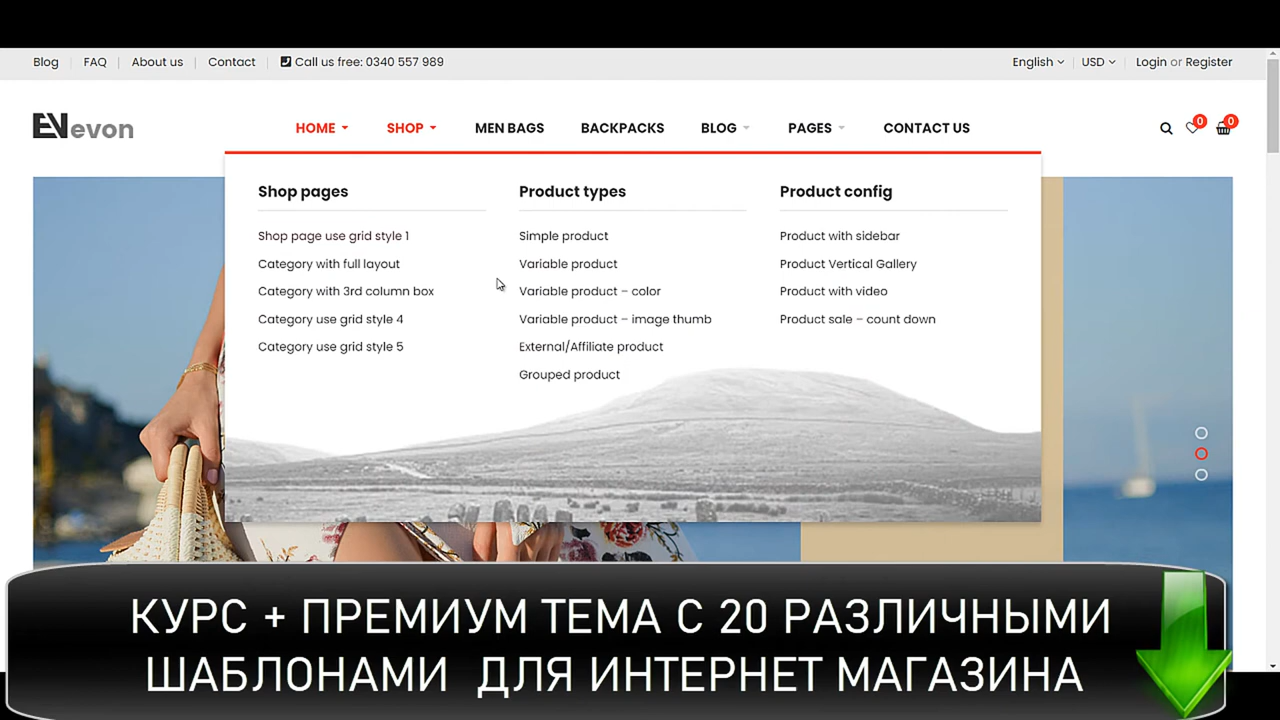 Blog FAQ About us Contact Call us free: 0340 557 989 English USD Login or Register
EN evon HOME SHOP MEN BAGS BACKPACKS BLOG PAGES CONTACT US 0 0
Shop pages
Shop page use grid style 1
Category with full layout
Category with 3rd column box
Category use grid style 4
Category use grid style 5
Product types
Simple product
Variable product
Variable product – color
Variable product – image thumb
External/Affiliate product
Grouped product
Product config
Product with sidebar
Product Vertical Gallery
Product with video
Product sale – count down
КУРС + ПРЕМИУМ ТЕМА С 20 РАЗЛИЧНЫМИ
ШАБЛОНАМИ ДЛЯ ИНТЕРНЕТ МАГАЗИНА